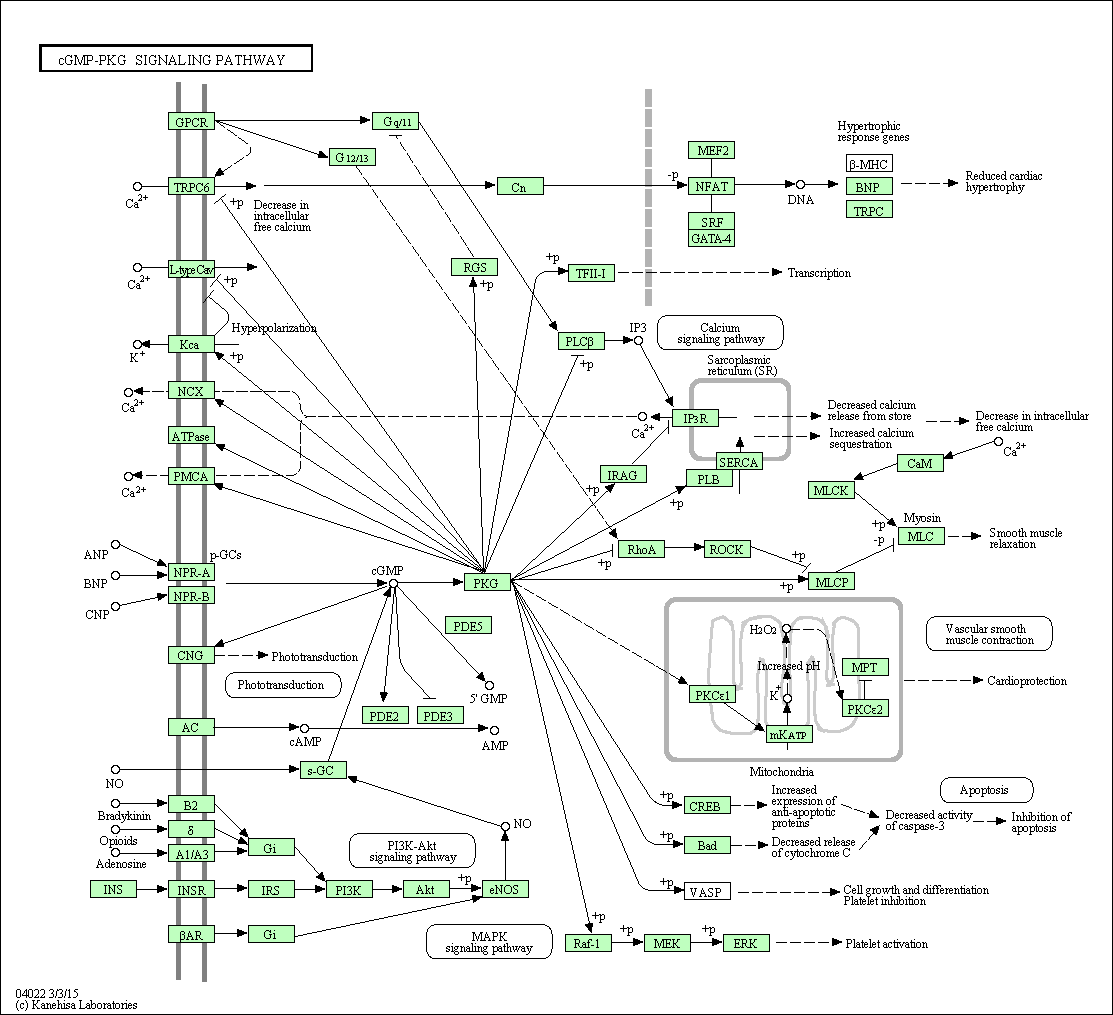 cGMP-PKG SIGNALING PATHWAY
GPCR
Gq/11
G12/13
Hypertrophic
response genes
MEF2
β-MHC
TRPC6
Ca2+
+p
Decrease in
intracellular
free calcium
Cn
-p
NFAT
DNA
BNP
TRPC
Reduced cardiac
hypertrophy
SRF
GATA-4
L-type Cav
Ca2+
+p
RGS
+p
+p
TFII-I
Transcription
Hyperpolarization
Kca
K+
+p
PLCβ
+p
IP3
Calcium
signaling pathway
Sarcoplasmic
reticulum (SR)
NCX
Ca2+
ATPase
PMCA
Ca2+
Ca2+
IP3R
Decreased calcium
release from store
Increased calcium
sequestration
Decrease in intracellular
free calcium
Ca2+
IRAG
+p
SERCA
PLB
+p
CaM
MLCK
+p
-p
Myosin
MLC
Smooth muscle
relaxation
ANP
BNP
CNP
p-GCs
NPR-A
NPR-B
cGMP
PKG
RhoA
+p
ROCK
+p
MLCP
+p
PDE5
CNG
Phototransduction
Phototransduction
5' GMP
PDE2
PDE3
H2O2
Increased pH
K+
MPT
PKCε1
PKCε2
mKATP
Mitochondria
Vascular smooth
muscle contraction
Cardioprotection
AC
cAMP
AMP
NO
s-GC
B2
Bradykinin
δ
Opioids
A1/A3
Adenosine
Gi
NO
PI3K-Akt
signaling pathway
INS
INSR
IRS
PI3K
Akt
+p
eNOS
βAR
Gi
MAPK
signaling pathway
+p
CREB
Increased
expression of
anti-apoptotic
proteins
Apoptosis
+p
Bad
Decreased release
of cytochrome C
Decreased activity
of caspase-3
Inhibition of
apoptosis
+p
VASP
Cell growth and differentiation
Platelet inhibition
+p
Raf-1
+p
MEK
+p
ERK
Platelet activation
04022 3/3/15
(c) Kanehisa Laboratories